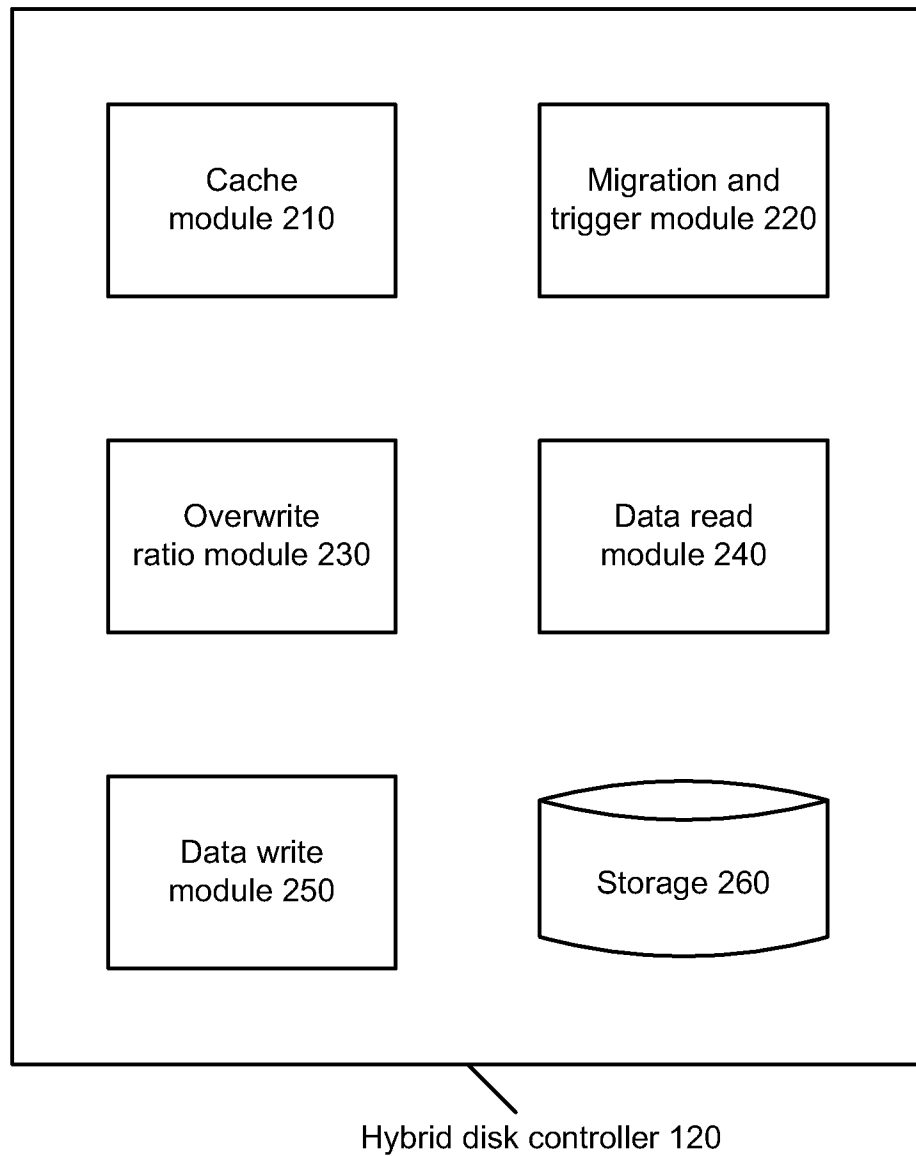 Cache
module 210
Migration and
trigger module 220
Overwrite
ratio module 230
Data read
module 240
Data write
module 250
Storage 260
Hybrid disk controller 120